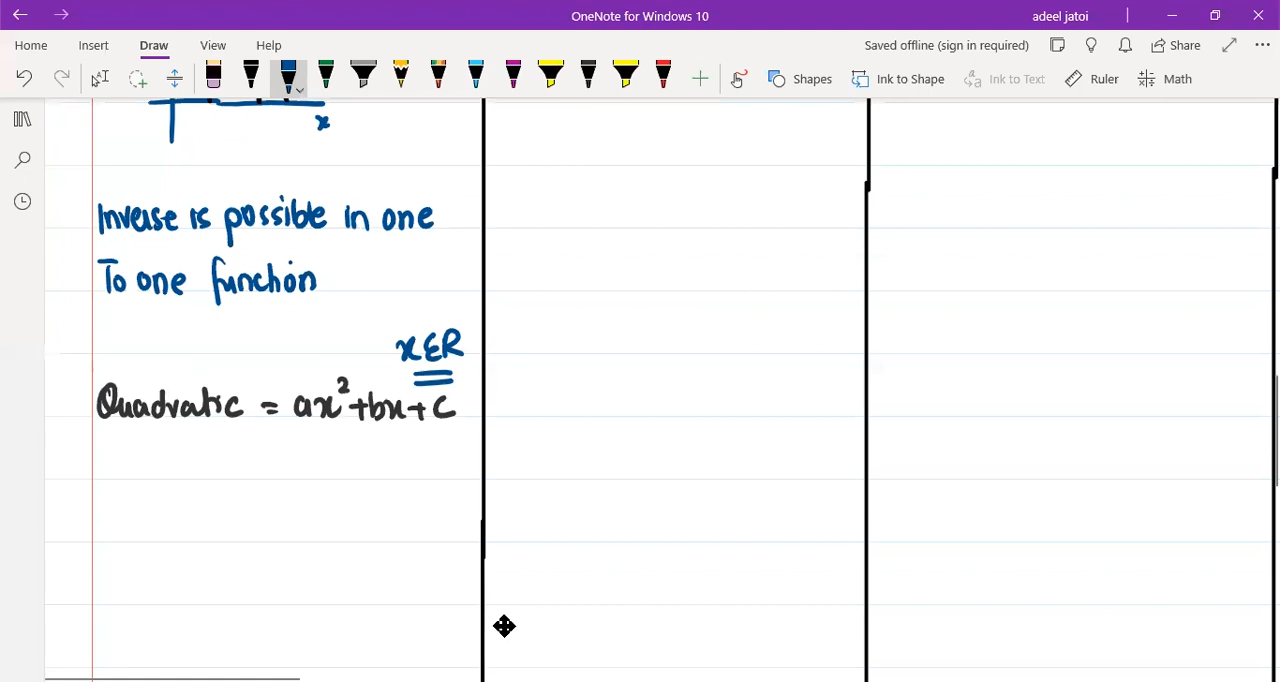 OneNote for Windows 10
adeel jatoi
Home Insert Draw View Help
Saved offline (sign in required)
Share
Shapes
Ink to Shape
Ink to Text
Ruler
Math
x
Inverse is possible in one
To one function
x∈R
Quadratic = ax²+bx+c